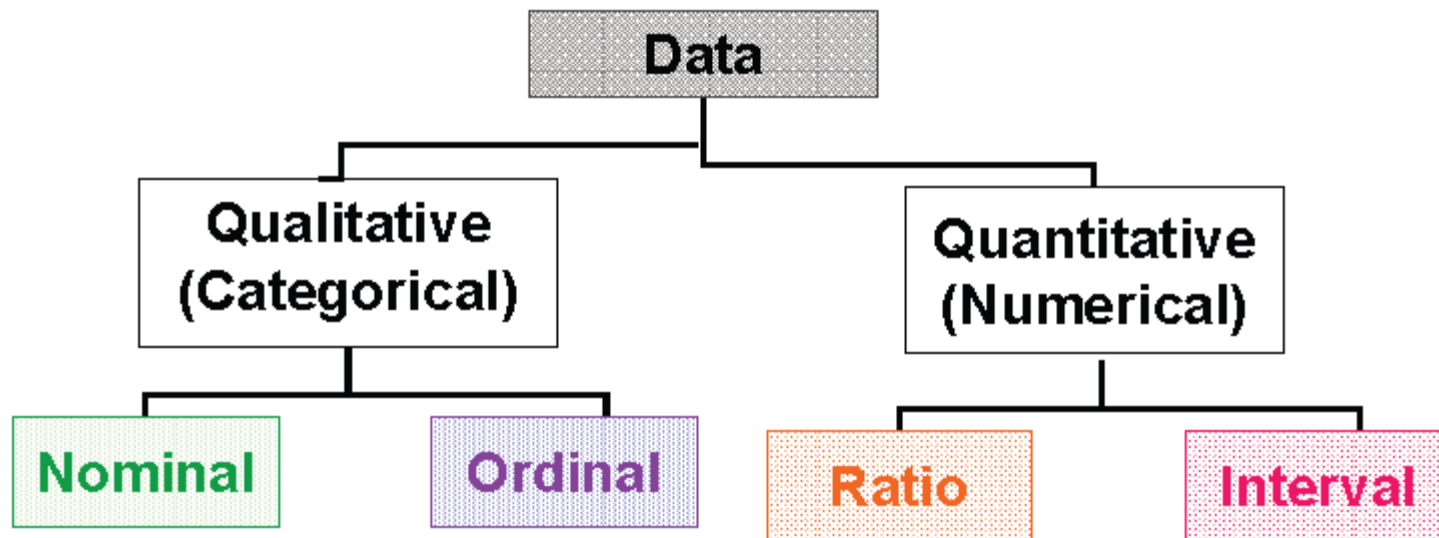 Data
Qualitative
(Categorical)
Quantitative
(Numerical)
Nominal
Ordinal
Ratio
Interval